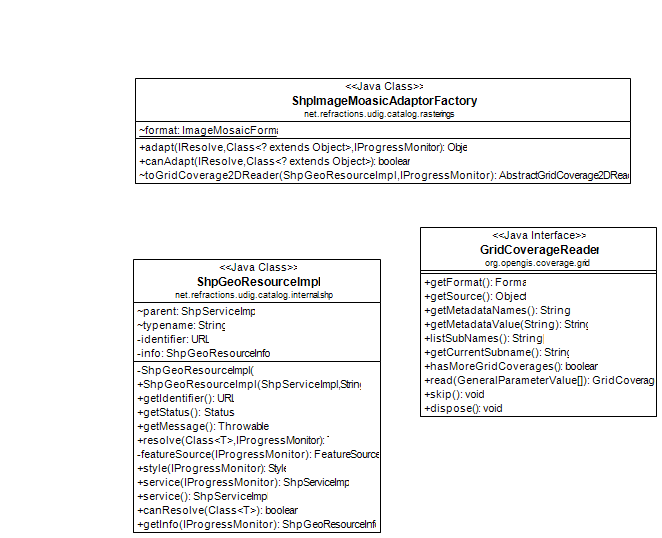 <<Java Class>>
ShpImageMoasicAdaptorFactory
net.refractions.udig.catalog.rasterings
~format: ImageMosaicForma
+adapt(IResolve,Class<? extends Object>,IProgressMonitor): Obje
+canAdapt(IResolve,Class<? extends Object>): boolean
~toGridCoverage2DReader(ShpGeoResourceImpl,IProgressMonitor): AbstractGridCoverage2DRead
<<Java Interface>>
GridCoverageReader
org.opengis.coverage.grid
+getFormat(): Forma
+getSource(): Object
+getMetadataNames(): String
+getMetadataValue(String): String
+listSubNames(): String
+getCurrentSubname(): String
+hasMoreGridCoverages(): boolean
+read(GeneralParameterValue[]): GridCoverag
+skip(): void
+dispose(): void
<<Java Class>>
ShpGeoResourceImpl
net.refractions.udig.catalog.internal.shp
~parent: ShpServiceImp
~typename: String
-identifier: URL
-info: ShpGeoResourceInfo
-ShpGeoResourceImpl(
+ShpGeoResourceImpl(ShpServiceImpl,String
+getIdentifier(): URL
+getStatus(): Status
+getMessage(): Throwable
+resolve(Class<T>,IProgressMonitor): T
-featureSource(IProgressMonitor): FeatureSource
+style(IProgressMonitor): Style
+service(IProgressMonitor): ShpServiceImp
+service(): ShpServiceImpl
+canResolve(Class<T>): boolean
+getInfo(IProgressMonitor): ShpGeoResourceInfo